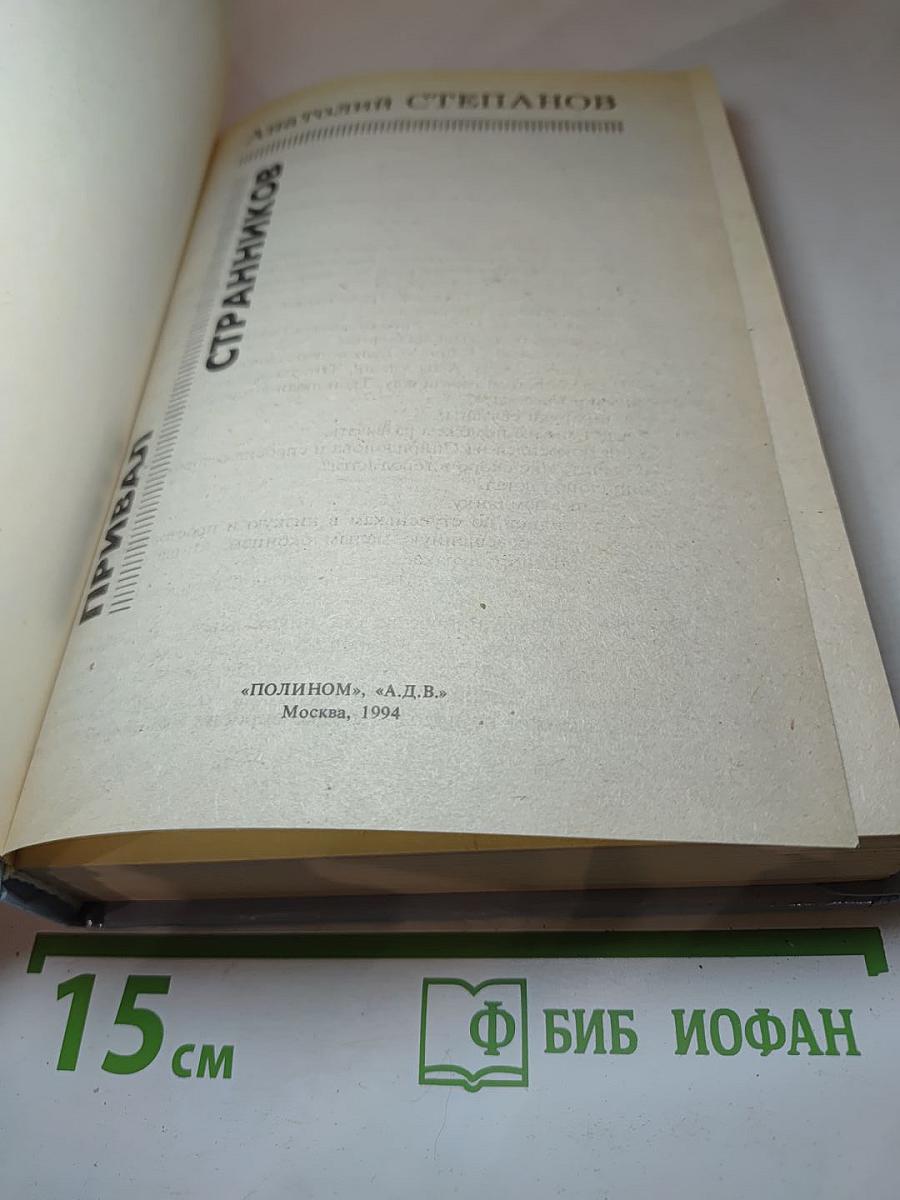 Анатолий СТЕПАНОВ
ПРИВАЛ
СТРАННИКОВ
«ПОЛИНОМ», «А.Д.В.»
Москва, 1994
15 см
Ф БИБ ИОФАН